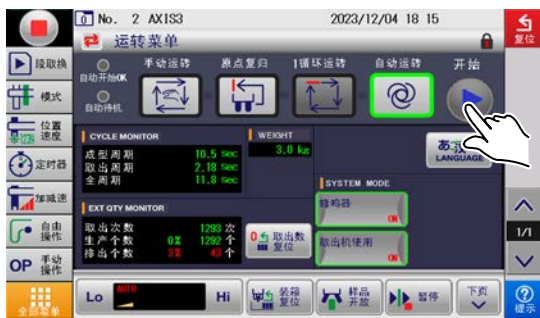 No. 2 AXIS3 2023/12/04 18 15
复位
运转菜单
段取换
自动开始OK
自动待机
手动运转 原点复归 1循环运转 自动运转 开始
模式
位置
速度
定时器
加减速
自由
操作
OP 手动
操作
全部菜单
CYCLE MONITOR
成型周期 10.5 sec
取出周期 2.18 sec
全周期 11.8 sec
WEIGHT
3.0 kg
LANGUAGE
EXT QTY MONITOR
取出次数 1293 次
生产个数 0% 1292 个
排出个数 3% 43 个
0 取出数
复位
SYSTEM MODE
蜂鸣器
ON
取出机使用
ON
1/1
Lo AUTO Hi
装箱
复位
样品
开放
暂停
下页
提示